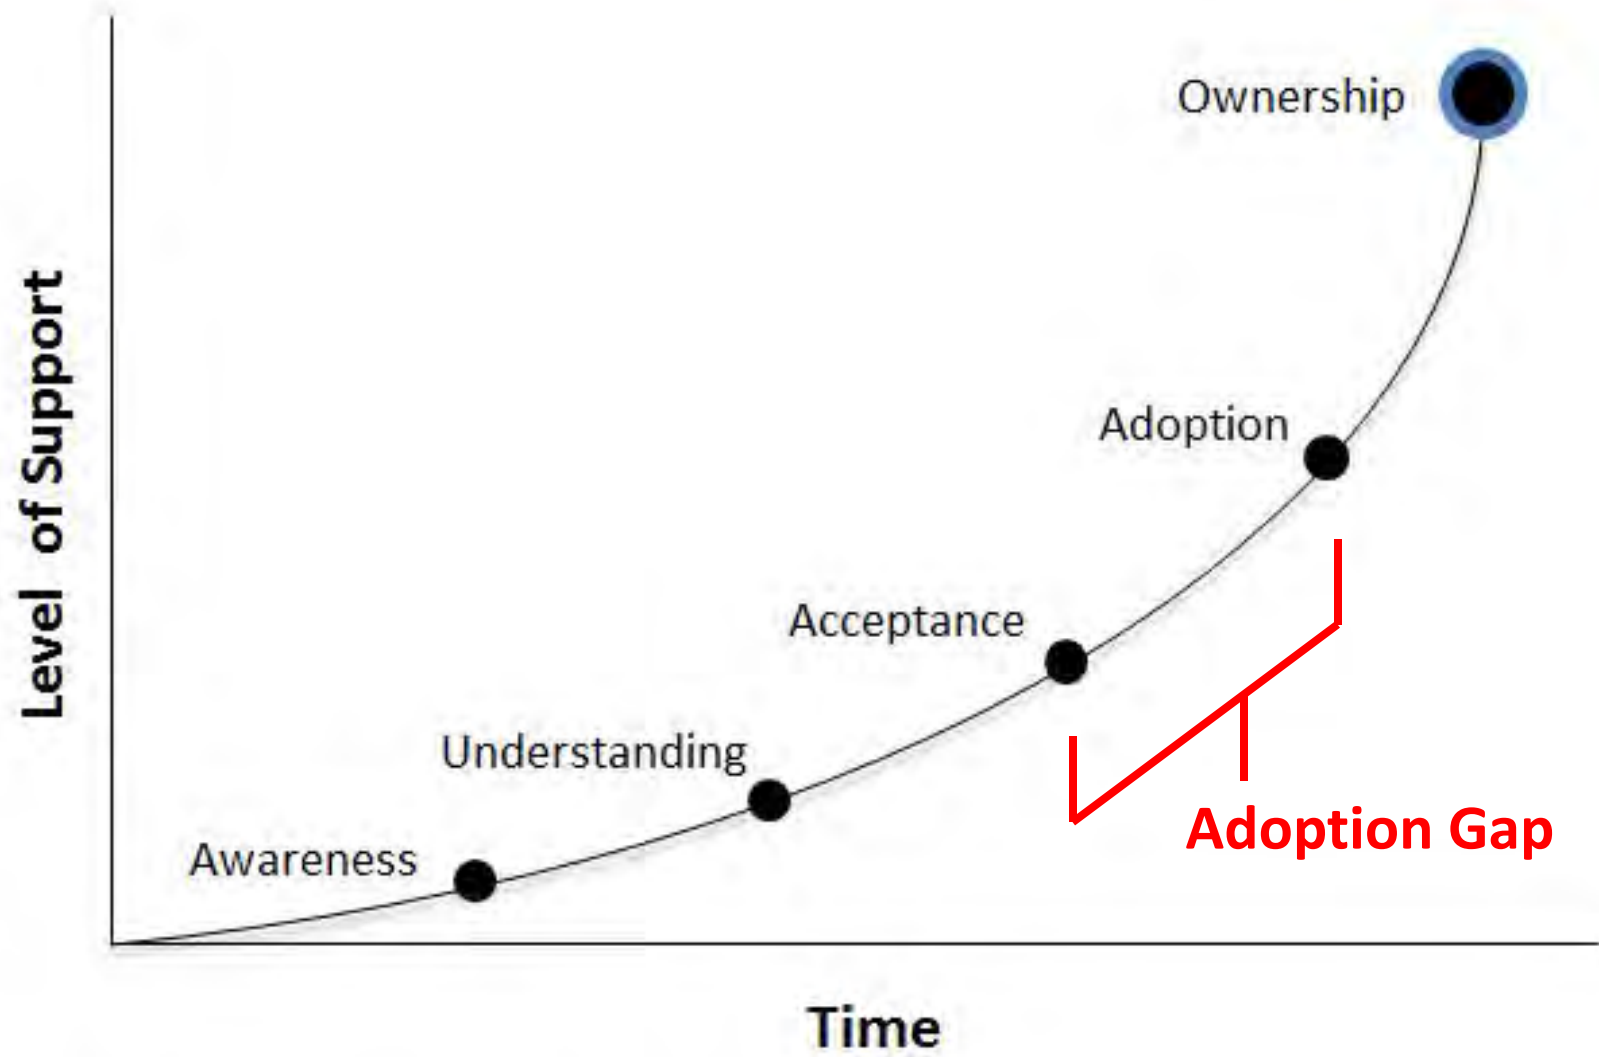 Ownership
Adoption
Acceptance
Understanding
Awareness
Adoption Gap
Level of Support
Time